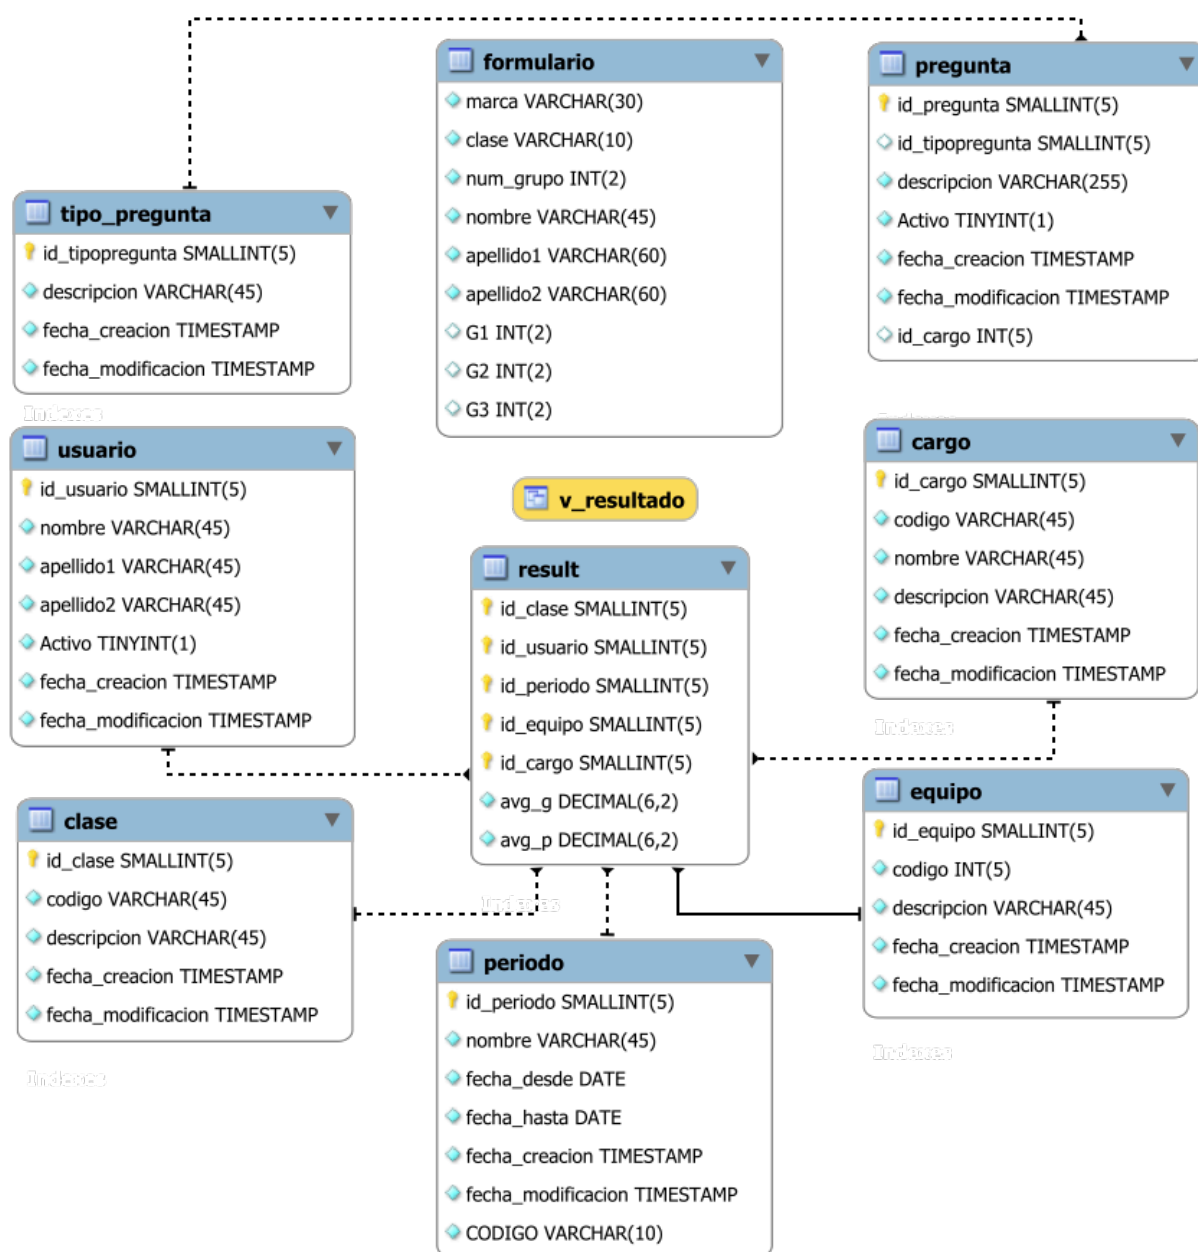 formulario
marca VARCHAR(30)
clase VARCHAR(10)
num_grupo INT(2)
nombre VARCHAR(45)
apellido1 VARCHAR(60)
apellido2 VARCHAR(60)
G1 INT(2)
G2 INT(2)
G3 INT(2)
pregunta
id_pregunta SMALLINT(5)
id_tipopregunta SMALLINT(5)
descripcion VARCHAR(255)
Activo TINYINT(1)
fecha_creacion TIMESTAMP
fecha_modificacion TIMESTAMP
id_cargo INT(5)
tipo_pregunta
id_tipopregunta SMALLINT(5)
descripcion VARCHAR(45)
fecha_creacion TIMESTAMP
fecha_modificacion TIMESTAMP
Indexes
usuario
id_usuario SMALLINT(5)
nombre VARCHAR(45)
apellido1 VARCHAR(45)
apellido2 VARCHAR(45)
Activo TINYINT(1)
fecha_creacion TIMESTAMP
fecha_modificacion TIMESTAMP
v_resultado
result
id_clase SMALLINT(5)
id_usuario SMALLINT(5)
id_periodo SMALLINT(5)
id_equipo SMALLINT(5)
id_cargo SMALLINT(5)
avg_g DECIMAL(6,2)
avg_p DECIMAL(6,2)
Indexes
cargo
id_cargo SMALLINT(5)
codigo VARCHAR(45)
nombre VARCHAR(45)
descripcion VARCHAR(45)
fecha_creacion TIMESTAMP
fecha_modificacion TIMESTAMP
Indexes
clase
id_clase SMALLINT(5)
codigo VARCHAR(45)
descripcion VARCHAR(45)
fecha_creacion TIMESTAMP
fecha_modificacion TIMESTAMP
Indexes
equipo
id_equipo SMALLINT(5)
codigo INT(5)
descripcion VARCHAR(45)
fecha_creacion TIMESTAMP
fecha_modificacion TIMESTAMP
Indexes
periodo
id_periodo SMALLINT(5)
nombre VARCHAR(45)
fecha_desde DATE
fecha_hasta DATE
fecha_creacion TIMESTAMP
fecha_modificacion TIMESTAMP
CODIGO VARCHAR(10)